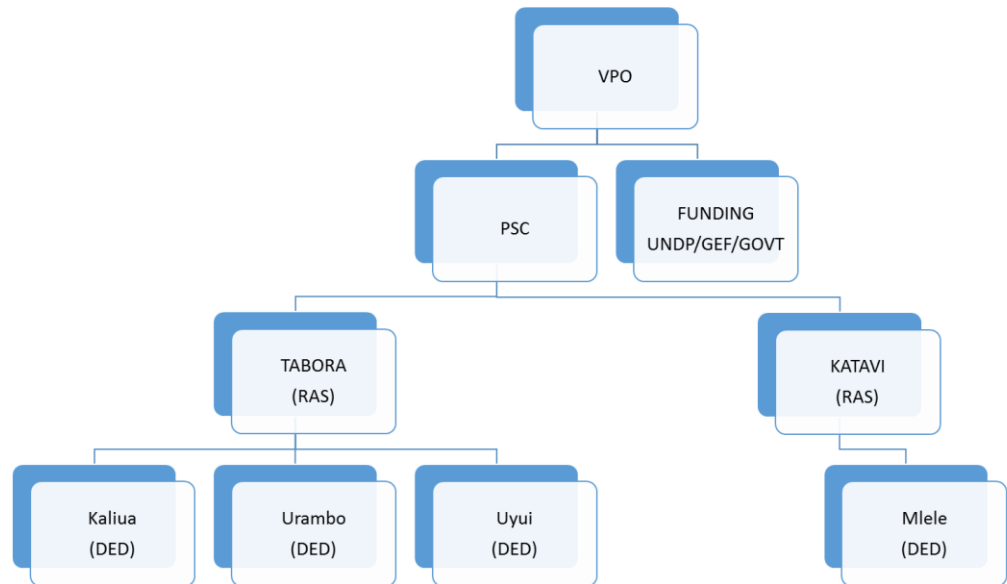 VPO
PSC
FUNDING
UNDP/GEF/GOVT
TABORA
(RAS)
KATAVI
(RAS)
Kaliua
(DED)
Urambo
(DED)
Uyui
(DED)
Mlele
(DED)